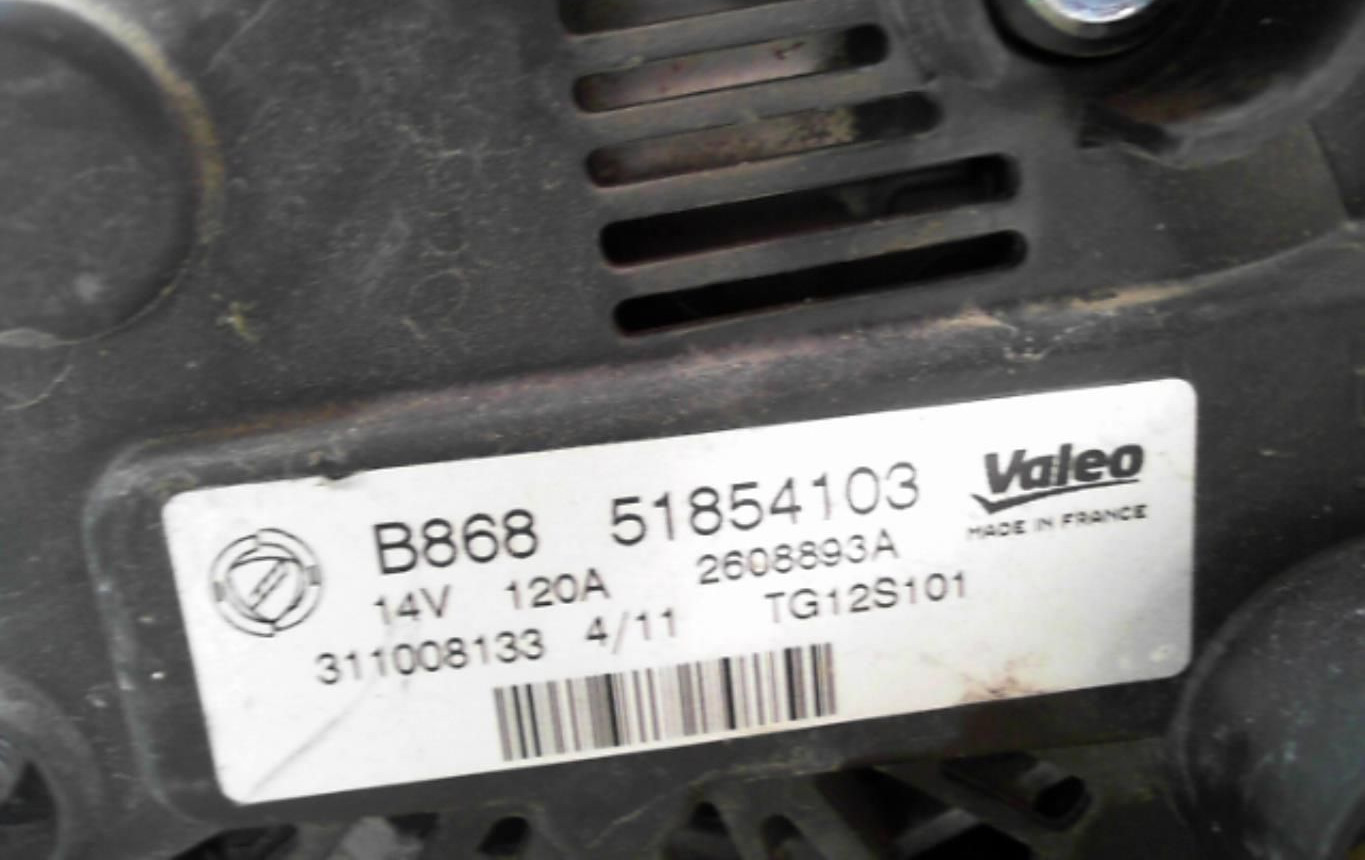 B868 51854103 Valeo
MADE IN FRANCE
14V 120A 2608893A
311008133 4/11 TG12S101